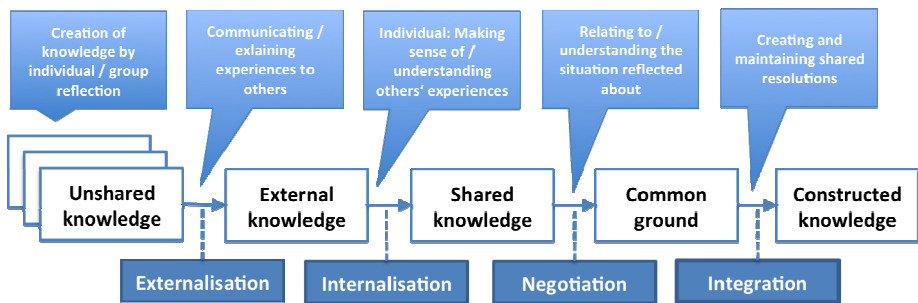 Creation of
knowledge by
individual / group
reflection
Communicating /
exlaining
experiences to
others
Individual: Making
sense of /
understanding
others‘ experiences
Relating to /
understanding the
situation reflected
about
Creating and
maintaining shared
resolutions
Unshared
knowledge
External
knowledge
Shared
knowledge
Common
ground
Constructed
knowledge
Externalisation
Internalisation
Negotiation
Integration